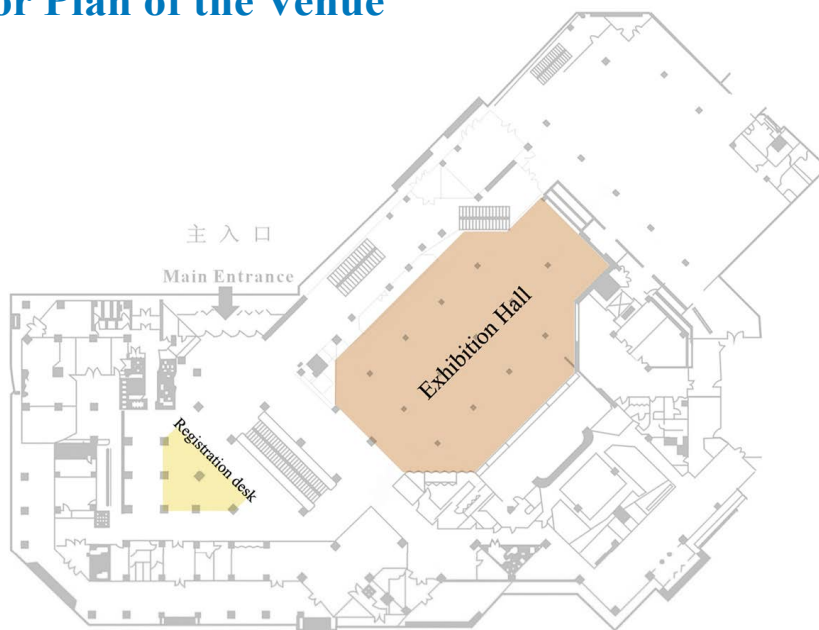 or Plan of the Venue
主入口
Main Entrance
Exhibition Hall
Registration desk